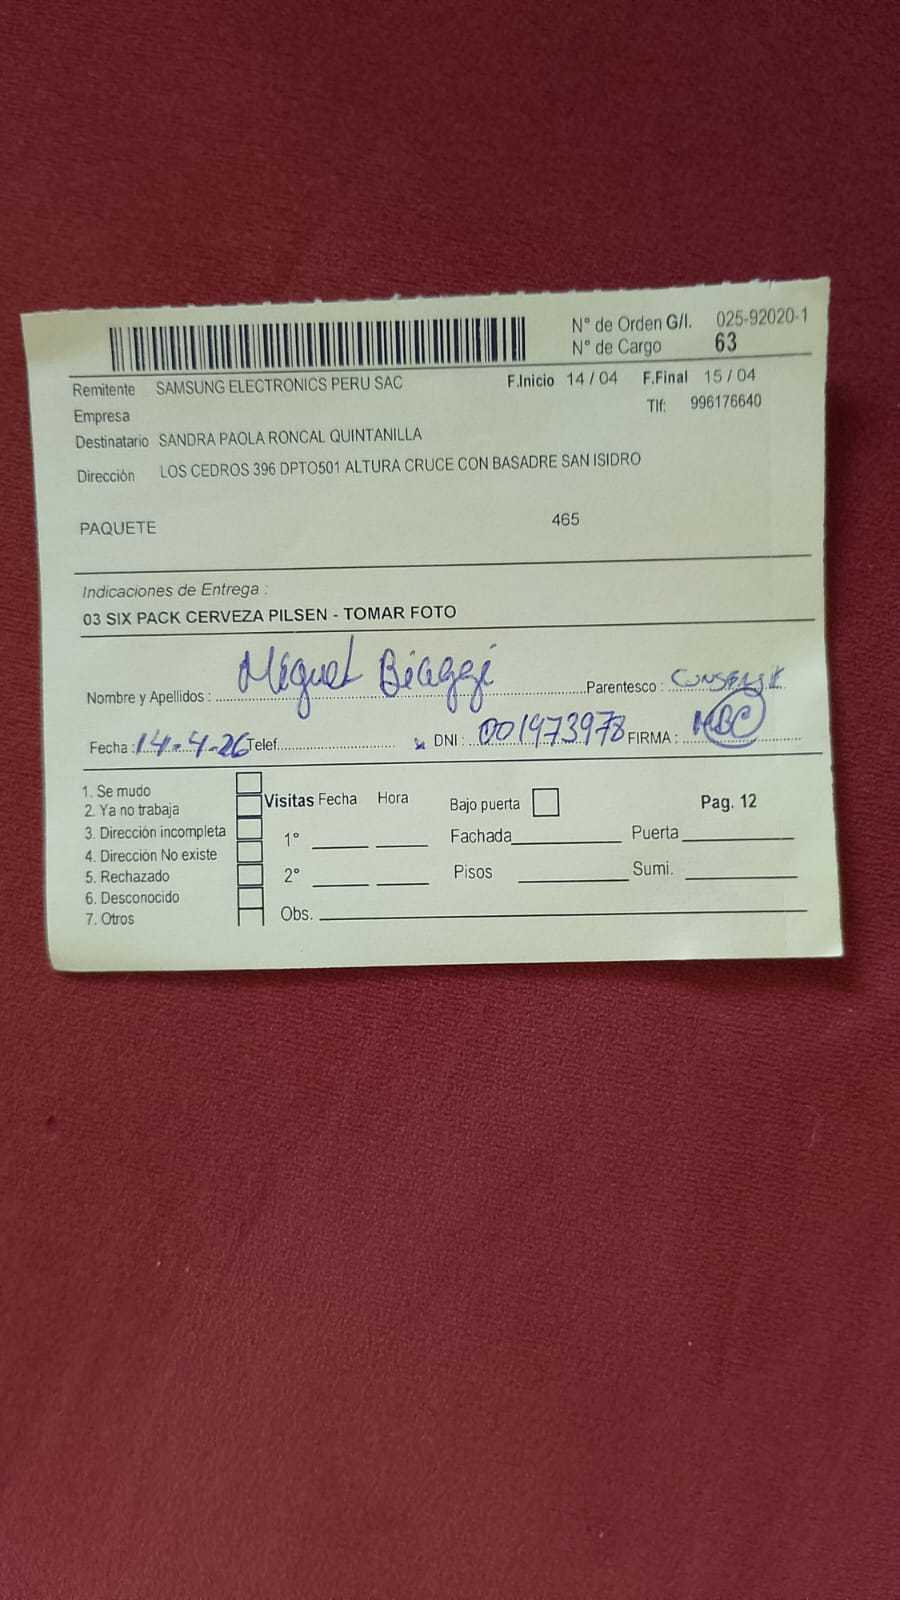 N° de Orden G/I. 025-92020-1
N° de Cargo 63
Remitente SAMSUNG ELECTRONICS PERU SAC F.Inicio 14 / 04 F.Final 15 / 04
Empresa Tlf: 996176640
Destinatario SANDRA PAOLA RONCAL QUINTANILLA
Dirección LOS CEDROS 396 DPTO501 ALTURA CRUCE CON BASADRE SAN ISIDRO
PAQUETE 465
Indicaciones de Entrega :
03 SIX PACK CERVEZA PILSEN - TOMAR FOTO
Nombre y Apellidos : Miguel Biaggi Parentesco : CONSERJE
Fecha : 14-4-26 Telef. DNI : 001973978 FIRMA : MBC
1. Se mudo
2. Ya no trabaja
3. Dirección incompleta
4. Dirección No existe
5. Rechazado
6. Desconocido
7. Otros
Visitas Fecha Hora Bajo puerta Pag. 12
1° Fachada Puerta
2° Pisos Sumi.
Obs.